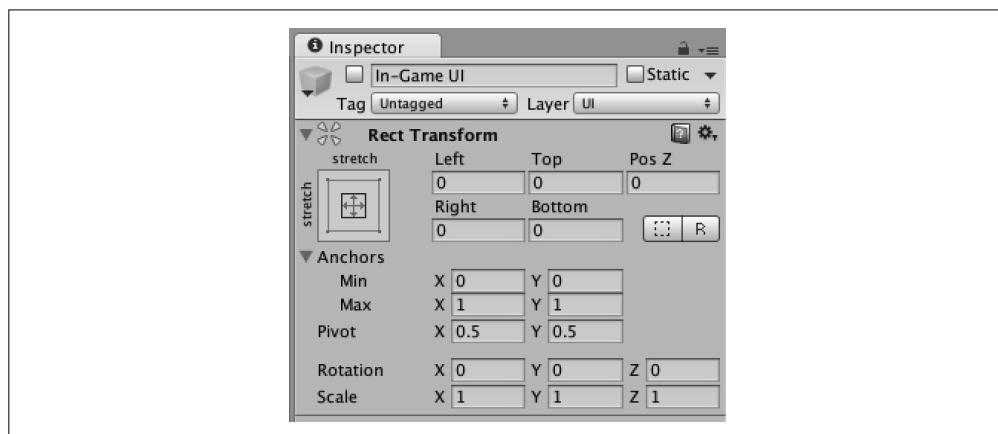 Inspector
In-Game UI Static
Tag Untagged Layer UI
Rect Transform
stretch Left Top Pos Z
stretch 0 0 0
Right Bottom
0 0 R
Anchors
Min X 0 Y 0
Max X 1 Y 1
Pivot X 0.5 Y 0.5
Rotation X 0 Y 0 Z 0
Scale X 1 Y 1 Z 1